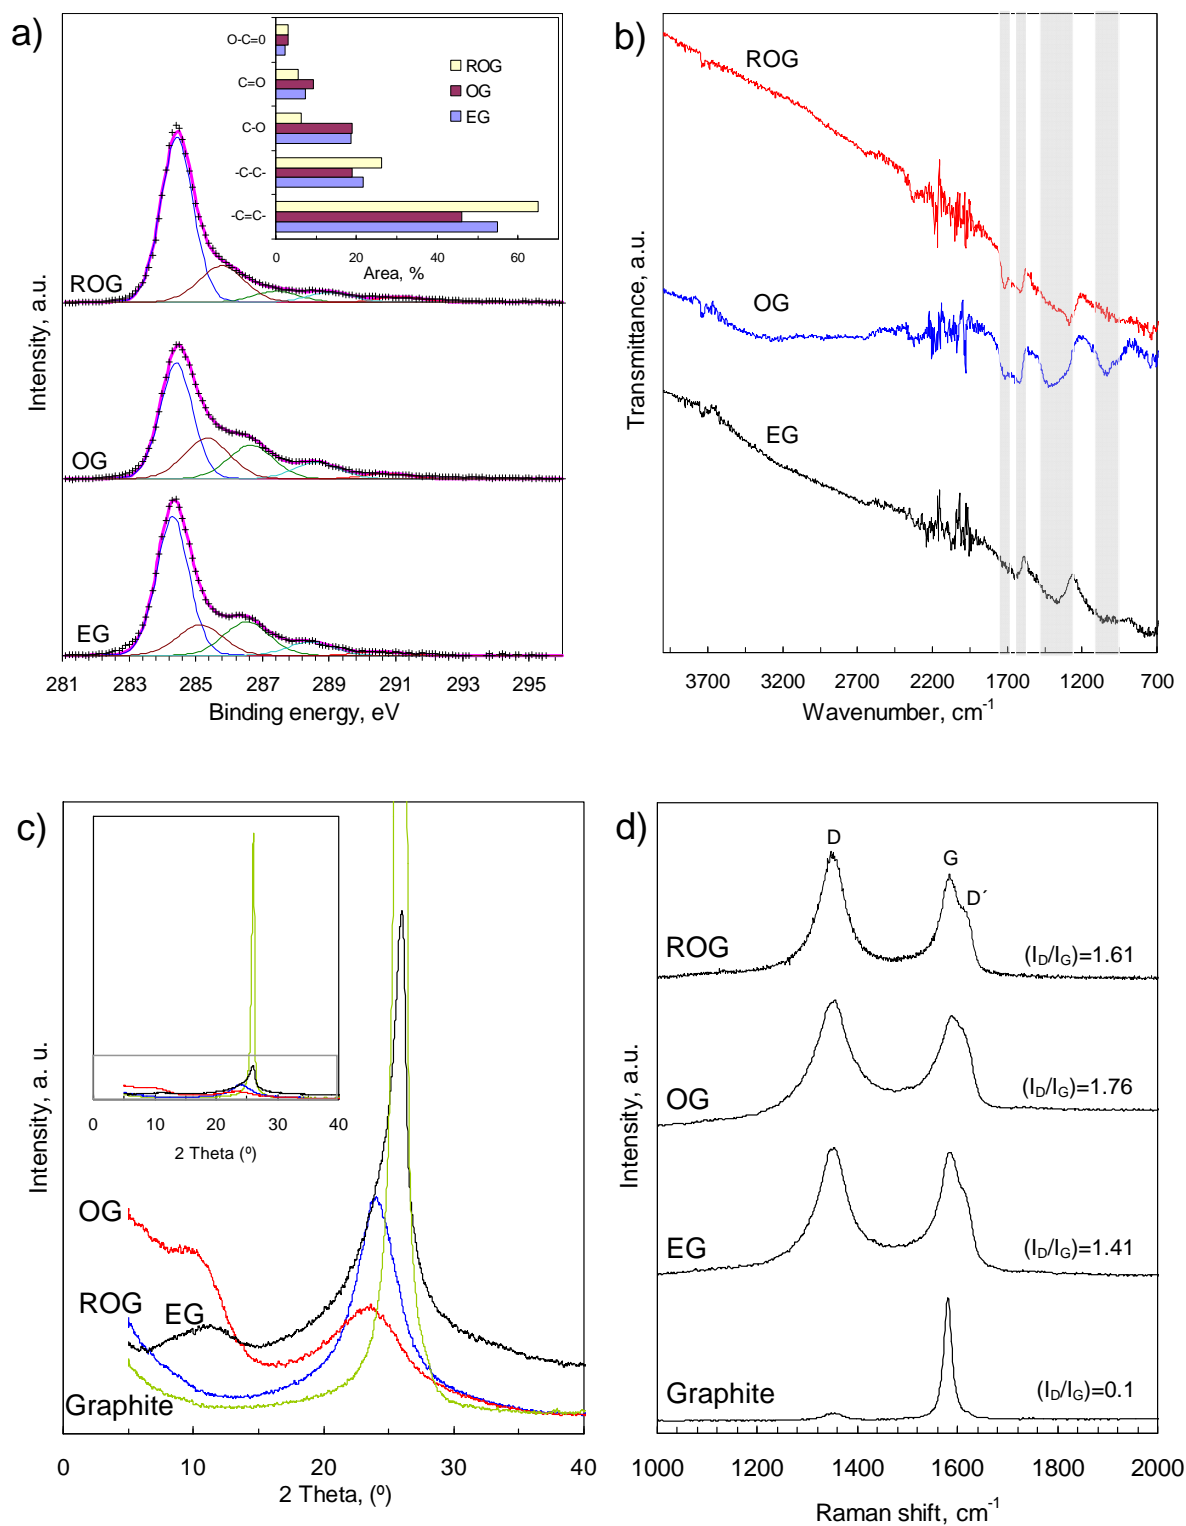 a)
O-C=0
C=O
C-O
-C-C-
-C=C-
ROG
OG
EG
0 20 40 60
Area, %
ROG
OG
EG
Intensity, a.u.
281 283 285 287 289 291 293 295
Binding energy, eV
b)
ROG
OG
EG
Transmittance, a.u.
3700 3200 2700 2200 1700 1200 700
Wavenumber, cm-1
c)
0 10 20 30 40
2 Theta (º)
OG
ROG
EG
Graphite
Intensity, a. u.
0 10 20 30 40
2 Theta, (º)
d)
D
G
D´
ROG
(ID/IG)=1.61
OG
(ID/IG)=1.76
EG
(ID/IG)=1.41
Graphite
(ID/IG)=0.1
Intensity, a.u.
1000 1200 1400 1600 1800 2000
Raman shift, cm-1